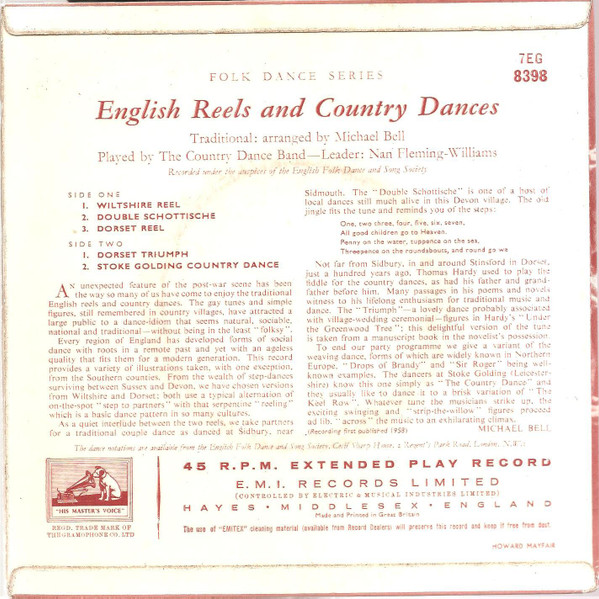 7EG
8398
FOLK DANCE SERIES
English Reels and Country Dances
Traditional: arranged by Michael Bell
Played by The Country Dance Band—Leader: Nan Fleming-Williams
Recorded under the auspices of the English Folk Dance and Song Society
SIDE ONE
1. WILTSHIRE REEL
2. DOUBLE SCHOTTISCHE
3. DORSET REEL
SIDE TWO
1. DORSET TRIUMPH
2. STOKE GOLDING COUNTRY DANCE
AN unexpected feature of the post-war scene has been
the way so many of us have come to enjoy the traditional
English reels and country dances. The gay tunes and simple
figures, still remembered in country villages, have attracted a
large public to a dance-idiom that seems natural, sociable,
national and traditional—without being in the least "folksy".
Every region of England has developed forms of social
dance with roots in a remote past and yet with an ageless
quality that fits them for a modern generation. This record
provides a variety of illustrations taken, with one exception,
from the Southern counties. From the wealth of step-dances
surviving between Sussex and Devon, we have chosen versions
from Wiltshire and Dorset: both use a typical alternation of
on-the-spot "step to partners" with serpentine "reeling"
which is a basic dance pattern in so many cultures.
As a quiet interlude between the two reels, we take partners
for a traditional couple dance as danced at Sidbury, near
Sidmouth. The "Double Schottische" is one of a host of
local dances still much alive in this Devon village. The old
jingle fits the tune and reminds you of the steps:
One, two three, four, five, six, seven,
All good children go to Heaven.
Penny on the water, tuppence on the sea,
Threepence on the roundabouts, and round go we
Not far from Sidbury, in and around Stinsford in Dorset,
just a hundred years ago, Thomas Hardy used to play the
fiddle for the country dances, as had his father and grand-
father before him. Many passages in his poems and novels
witness to his lifelong enthusiasm for traditional music and
dance. The "Triumph"—a lovely dance probably associated
with village-wedding ceremonial—figures in Hardy's "Under
the Greenwood Tree"; this delightful version of the tune
is taken from a manuscript book in the novelist's possession.
To end our party programme we give a variant of the
weaving dance, forms of which are widely known in Northern
Europe, "Drops of Brandy" and "Sir Roger" being well-
known examples. The dancers at Stoke Golding (Leicester-
shire) know this one simply as "The Country Dance" and
they usually like to dance it to a brisk variation of "The
Keel Row". Whatever tune the musicians strike up, the
exciting swinging and "strip-the-willow" figures proceed
ad lib. "across" the music to an exhilarating climax.
(Recording first published 1958) MICHAEL BELL
The dance notations are available from the English Folk Dance and Song Society, Cecil Sharp House, 2 Regent's Park Road, London, N.W.1
"HIS MASTER'S VOICE"
REGD. TRADE MARK OF
THE GRAMOPHONE CO. LTD
45 R.P.M. EXTENDED PLAY RECORD
E.M.I. RECORDS LIMITED
(CONTROLLED BY ELECTRIC & MUSICAL INDUSTRIES LIMITED)
HAYES · MIDDLESEX · ENGLAND
Made and Printed in Great Britain
The use of "EMITEX" cleaning material (available from Record Dealers) will preserve this record and keep it free from dust
HOWARD MAYFAIR